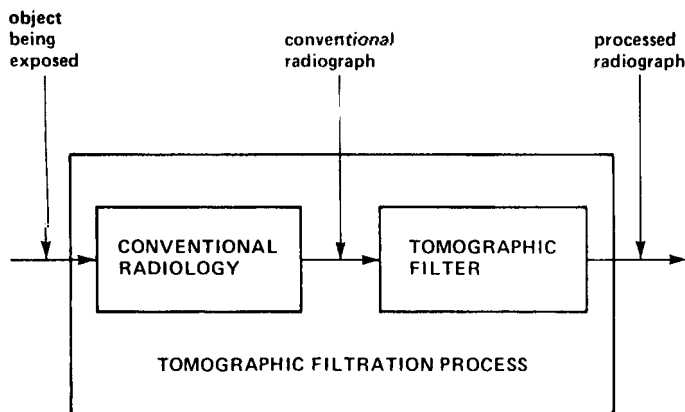 object
being
exposed
conventional
radiograph
processed
radiograph
CONVENTIONAL
RADIOLOGY
TOMOGRAPHIC
FILTER
TOMOGRAPHIC FILTRATION PROCESS